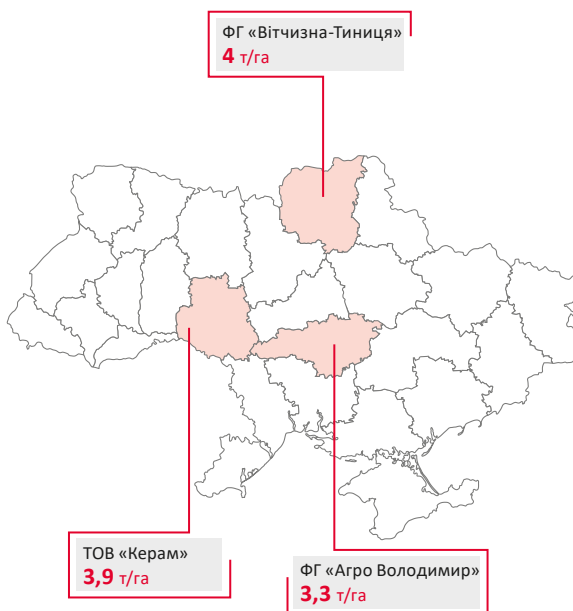 ФГ «Вітчизна-Тиниця»
4 т/га
ТОВ «Керам»
3,9 т/га
ФГ «Агро Володимир»
3,3 т/га